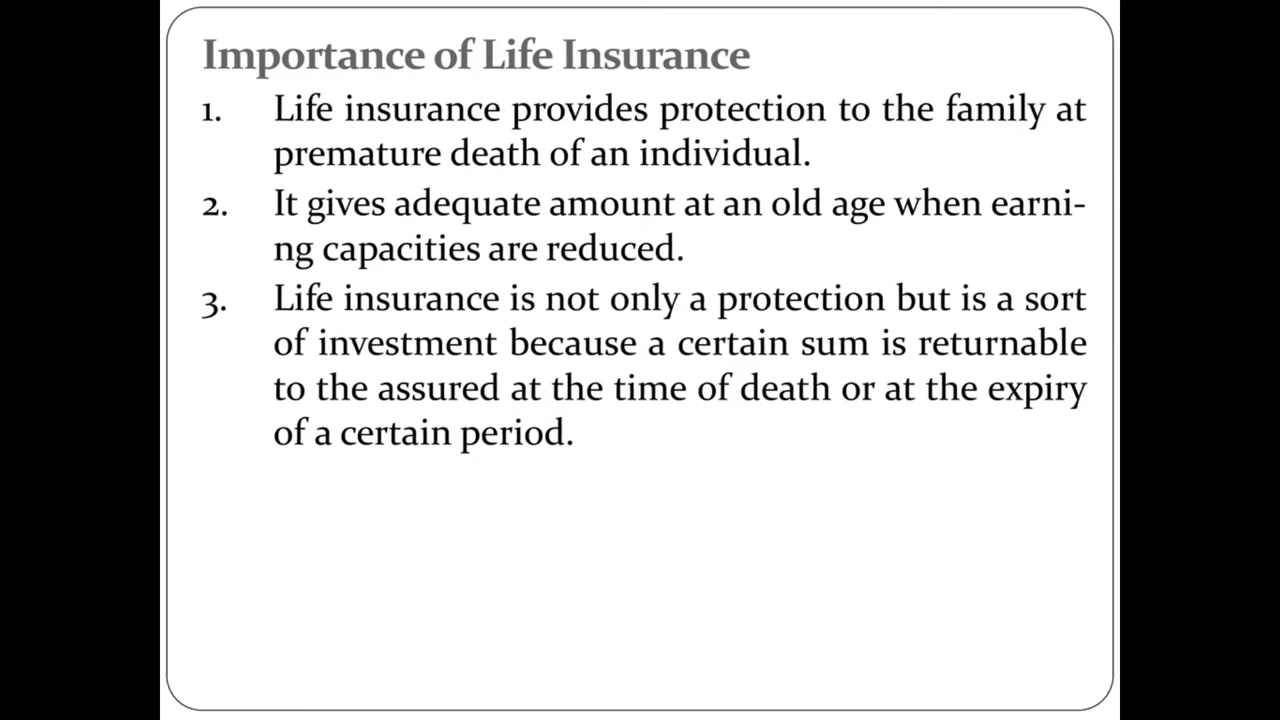 Importance of Life Insurance
1. Life insurance provides protection to the family at
premature death of an individual.
2. It gives adequate amount at an old age when earni-
ng capacities are reduced.
3. Life insurance is not only a protection but is a sort
of investment because a certain sum is returnable
to the assured at the time of death or at the expiry
of a certain period.